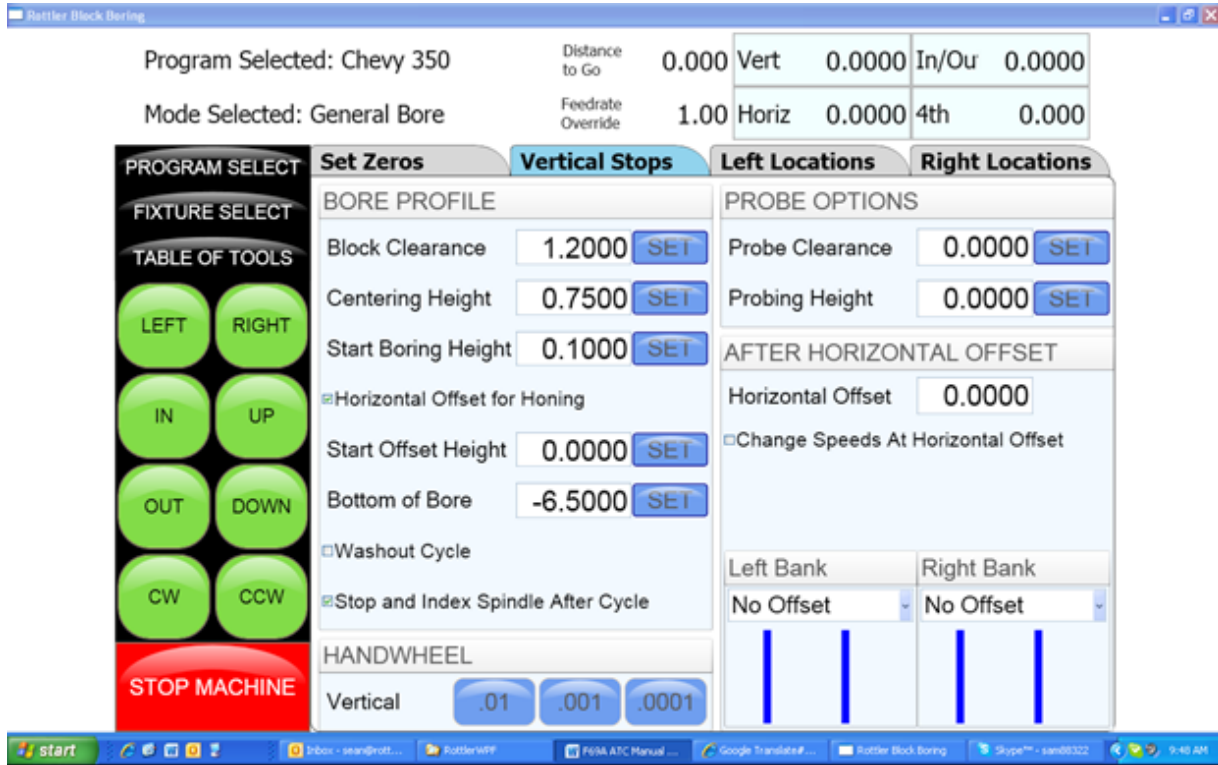 Rottler Block Boring
Program Selected: Chevy 350
Distance to Go 0.000
Vert 0.0000 In/Ou 0.0000
Mode Selected: General Bore
Feedrate Override 1.00
Horiz 0.0000 4th 0.000
PROGRAM SELECT
FIXTURE SELECT
TABLE OF TOOLS
LEFT RIGHT
IN UP
OUT DOWN
CW CCW
STOP MACHINE
Set Zeros Vertical Stops Left Locations Right Locations
BORE PROFILE
Block Clearance 1.2000 SET
Centering Height 0.7500 SET
Start Boring Height 0.1000 SET
Horizontal Offset for Honing
Start Offset Height 0.0000 SET
Bottom of Bore -6.5000 SET
Washout Cycle
Stop and Index Spindle After Cycle
HANDWHEEL
Vertical .01 .001 .0001
PROBE OPTIONS
Probe Clearance 0.0000 SET
Probing Height 0.0000 SET
AFTER HORIZONTAL OFFSET
Horizontal Offset 0.0000
Change Speeds At Horizontal Offset
Left Bank Right Bank
No Offset No Offset
start Inbox - sean@rott... RottlerWPF F69A ATC Manual .... Google Translate#... Rottler Block Boring Skype™ - sam88322 9:48 AM